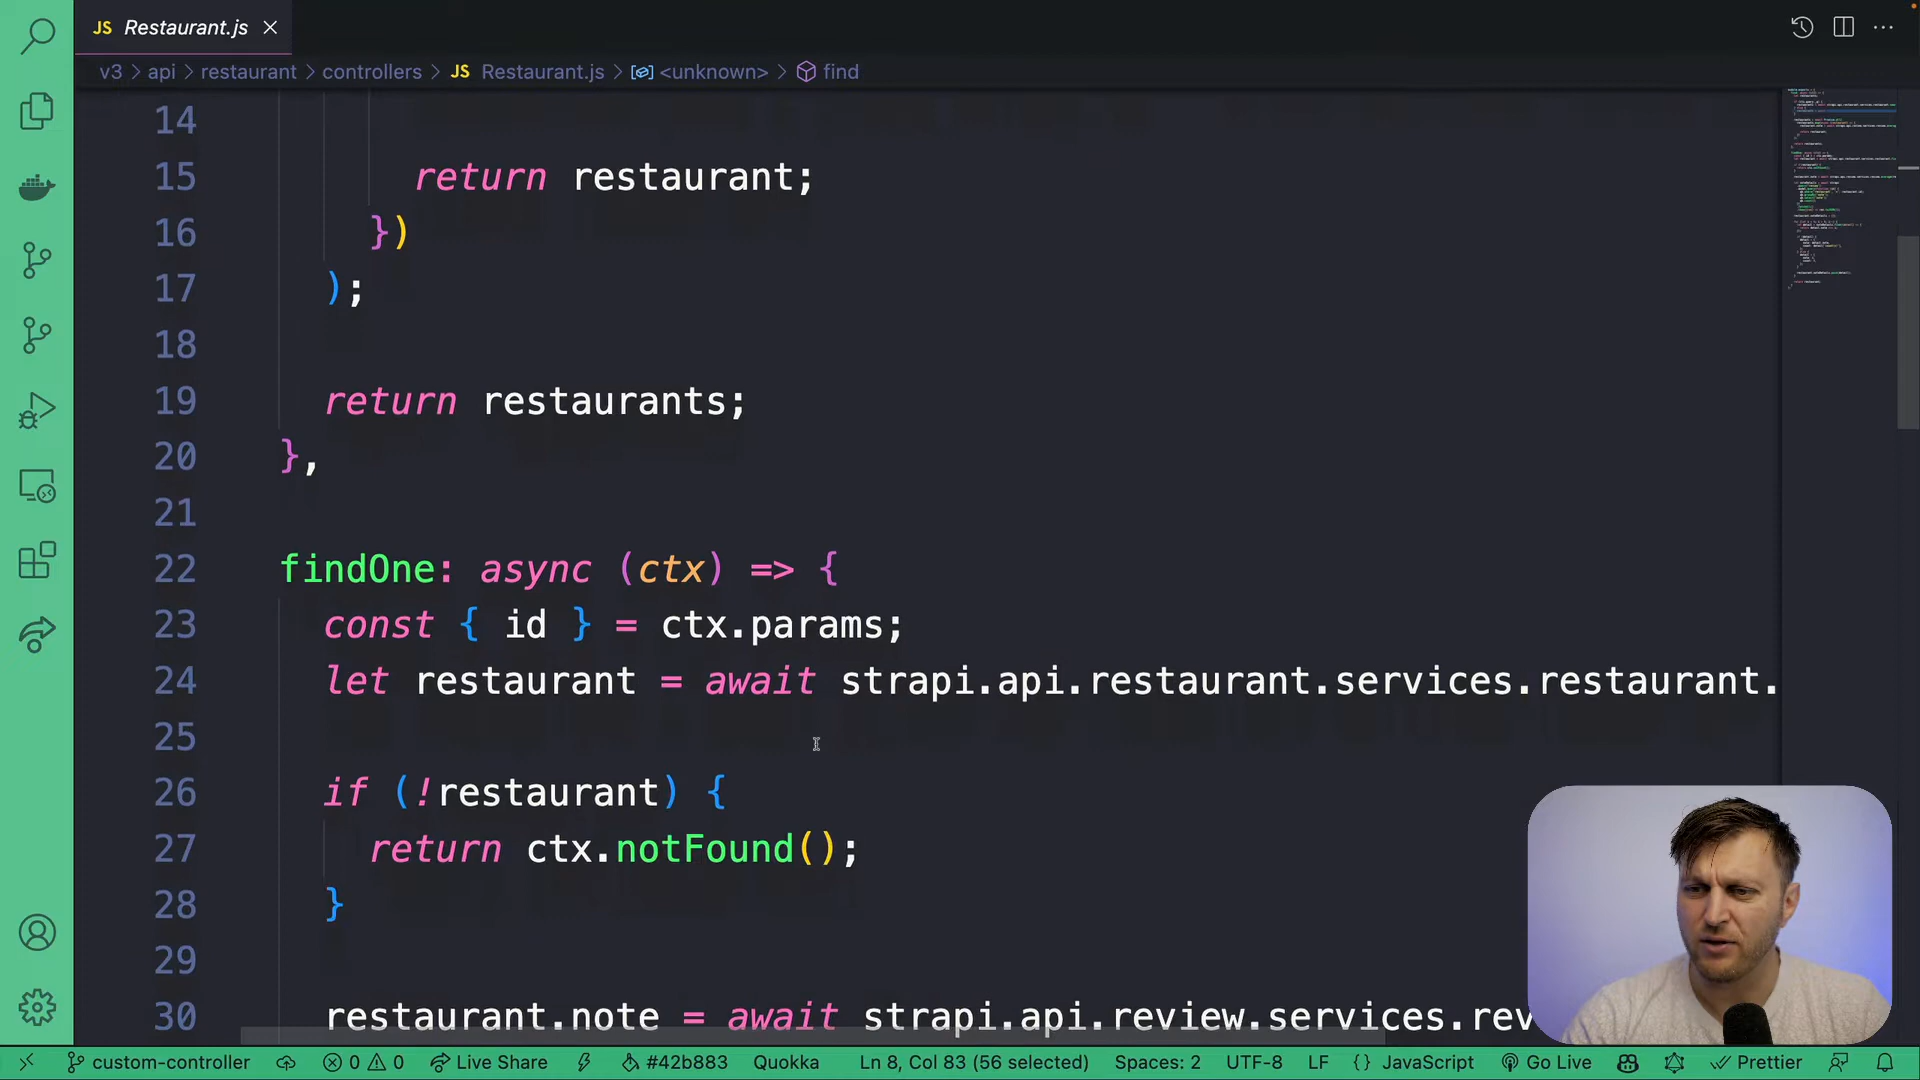 JS Restaurant.js
v3 > api > restaurant > controllers > JS Restaurant.js > <unknown> > find
14
15 return restaurant;
16 })
17 );
18
19 return restaurants;
20 },
21
22 findOne: async (ctx) => {
23 const { id } = ctx.params;
24 let restaurant = await strapi.api.restaurant.services.restaurant.
25
26 if (!restaurant) {
27 return ctx.notFound();
28 }
29
30 restaurant.note = await strapi.api.review.services.rev
custom-controller 0 0 Live Share #42b883 Quokka Ln 8, Col 83 (56 selected) Spaces: 2 UTF-8 LF {} JavaScript Go Live Prettier